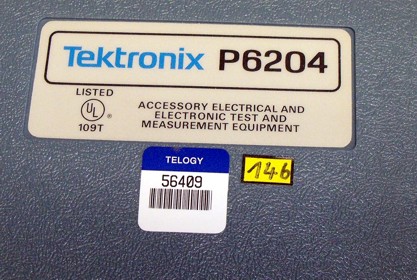 Tektronix P6204
LISTED
UL
®
109T
ACCESSORY ELECTRICAL AND
ELECTRONIC TEST AND
MEASUREMENT EQUIPMENT
TELOGY
56409
146